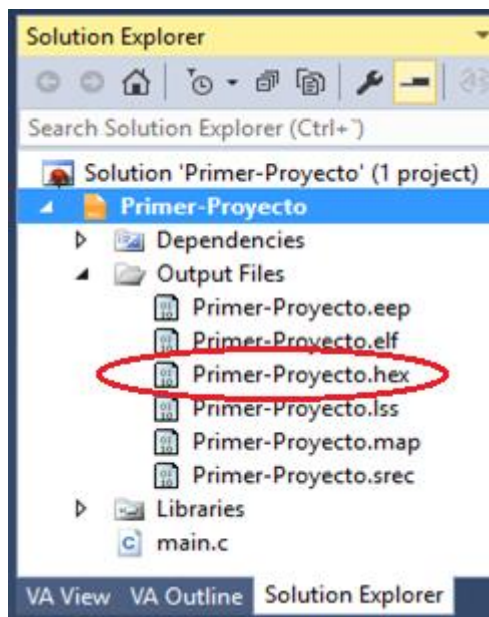 Solution Explorer
Search Solution Explorer (Ctrl+¨)
Solution 'Primer-Proyecto' (1 project)
Primer-Proyecto
Dependencies
Output Files
Primer-Proyecto.eep
Primer-Proyecto.elf
Primer-Proyecto.hex
Primer-Proyecto.lss
Primer-Proyecto.map
Primer-Proyecto.srec
Libraries
main.c
VA View VA Outline Solution Explorer